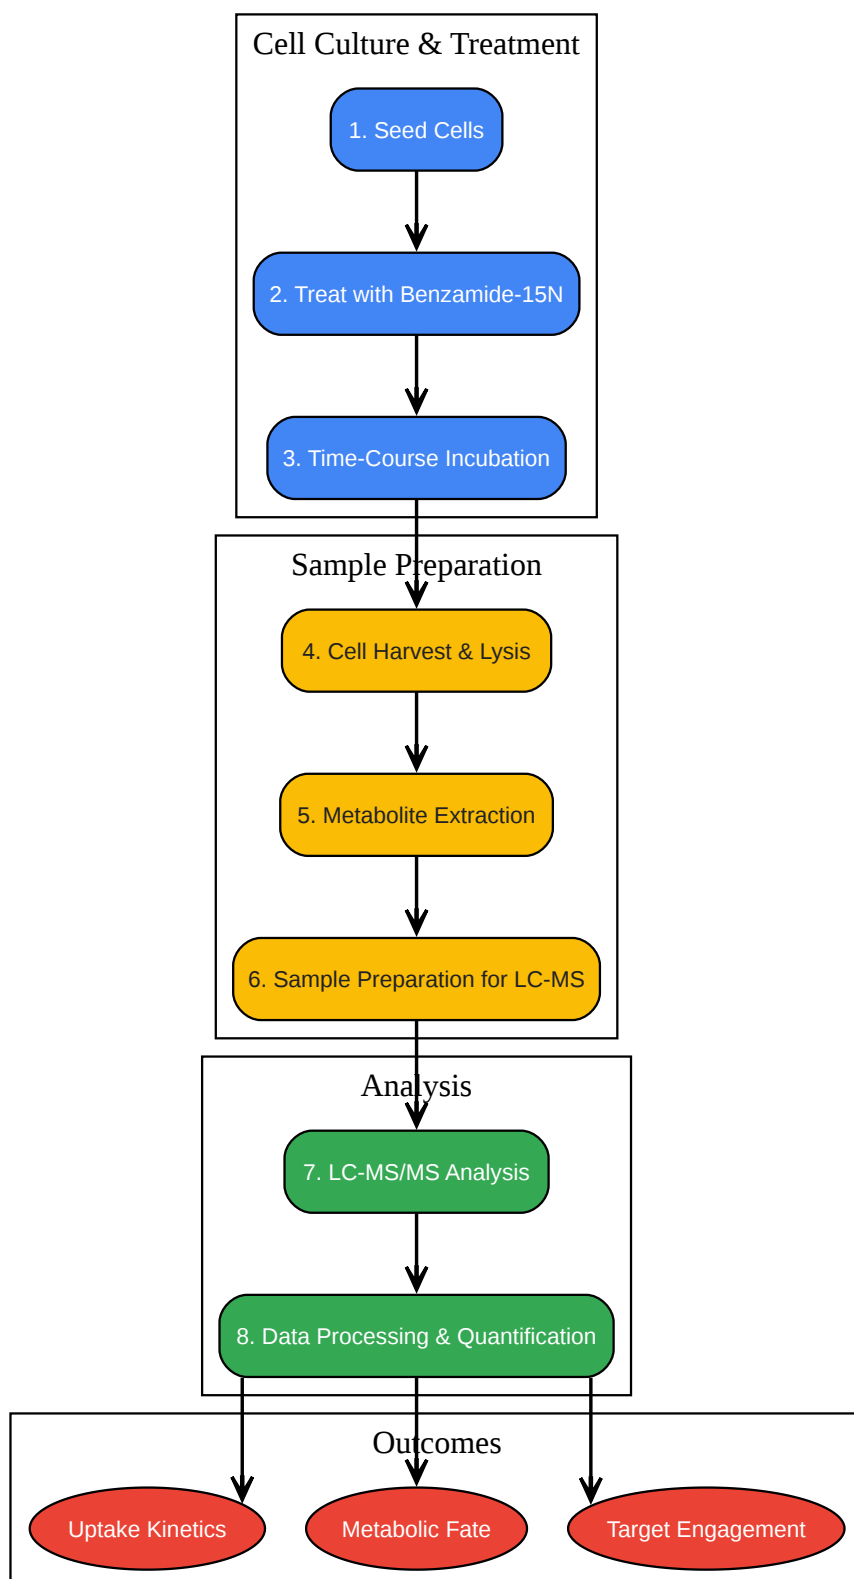 Cell Culture & Treatment
1. Seed Cells
2. Treat with Benzamide-15N
3. Time-Course Incubation
Sample Preparation
4. Cell Harvest & Lysis
5. Metabolite Extraction
6. Sample Preparation for LC-MS
Analysis
7. LC-MS/MS Analysis
8. Data Processing & Quantification
Outcomes
Uptake Kinetics
Metabolic Fate
Target Engagement